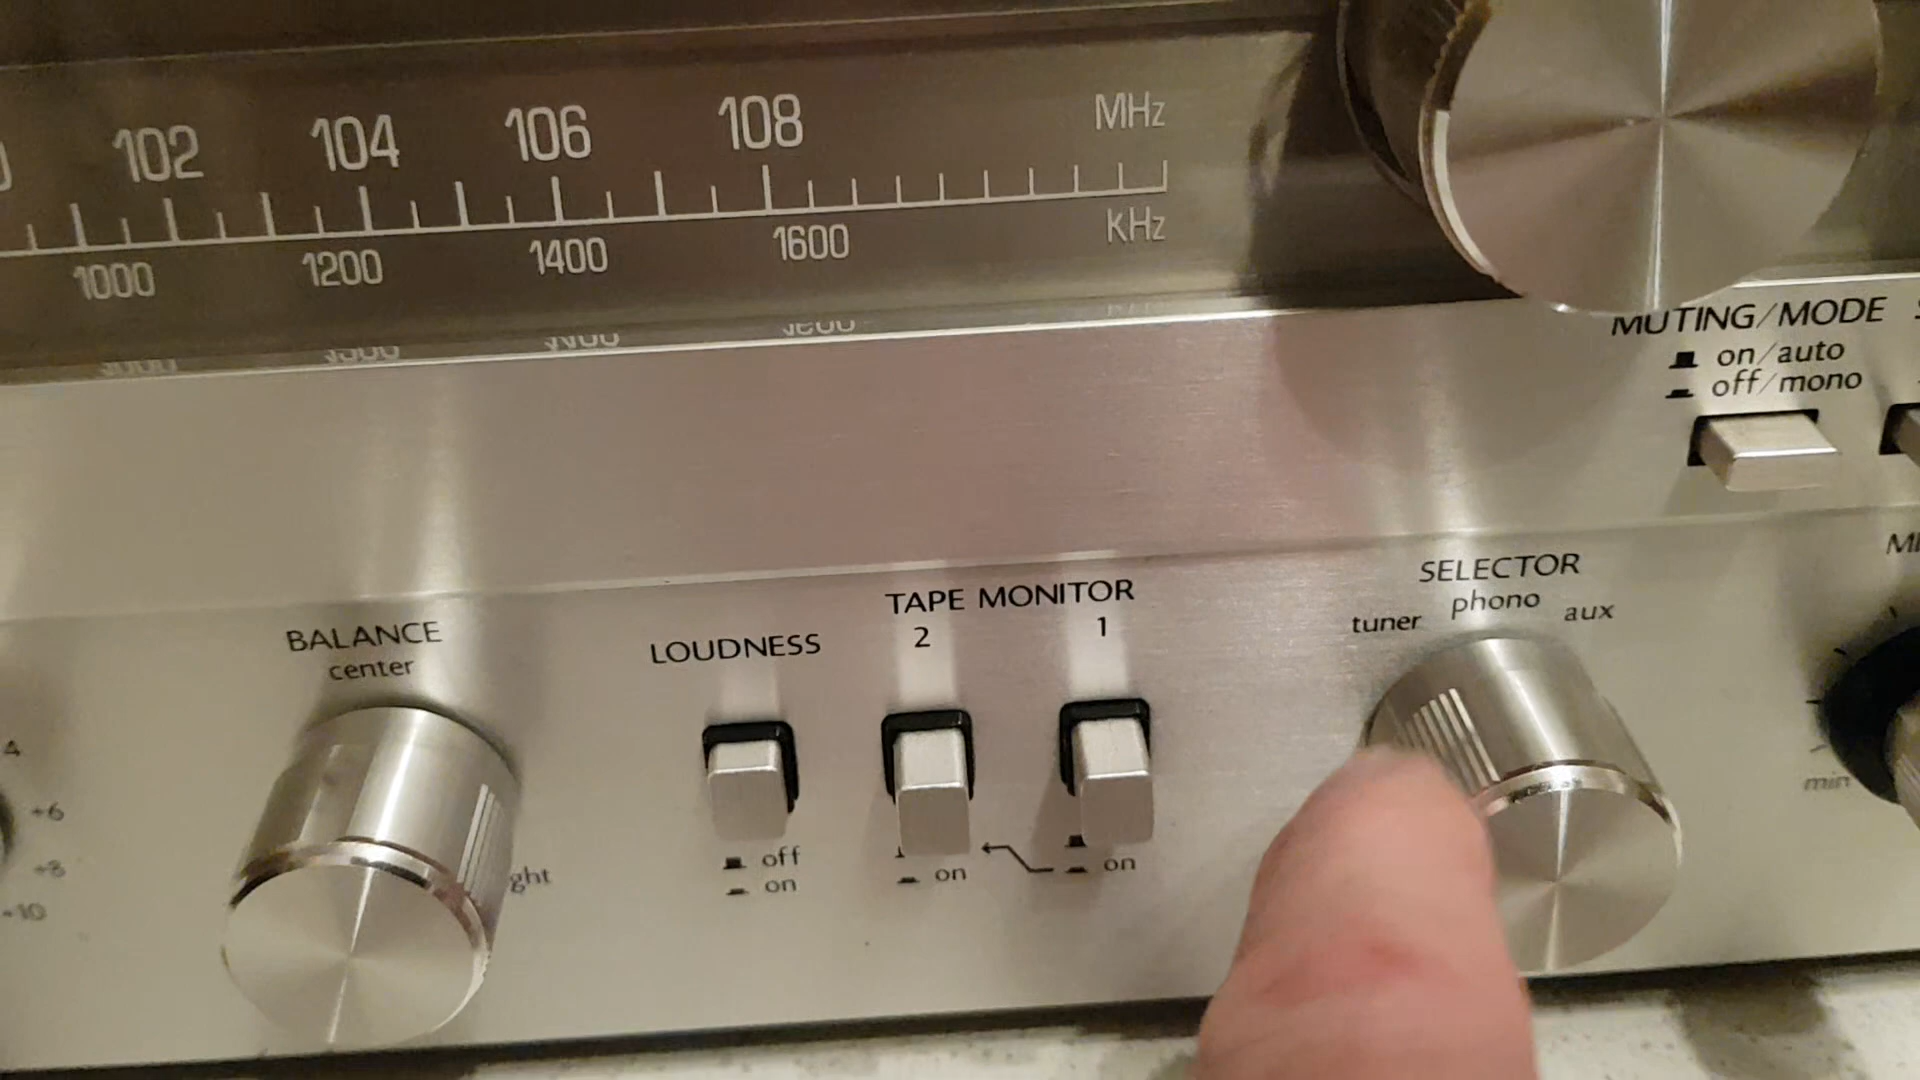 102 104 106 108 MHz
1000 1200 1400 1600 KHz
MUTING/MODE
on/auto
off/mono
BALANCE
center
LOUDNESS
off
on
TAPE MONITOR
2 1
on on
SELECTOR
tuner phono aux
min
4
+6
+8
+10